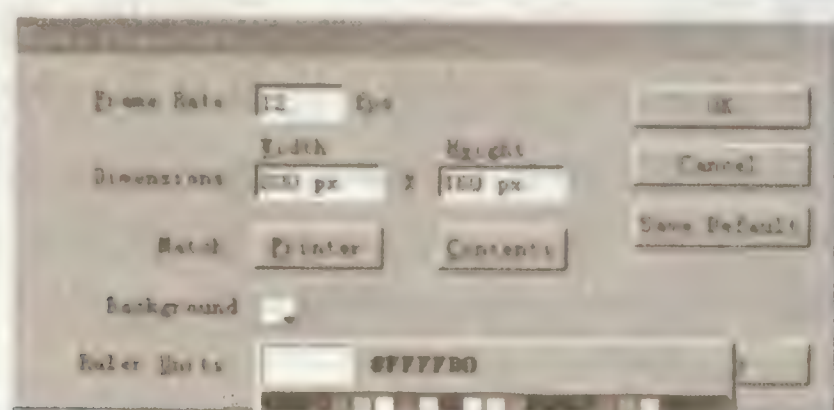 Frame Rate 12 fps OK
Width Height
Dimensions px X 160 px Cancel
Match Printer Contents Save Default
Background
Ruler Units